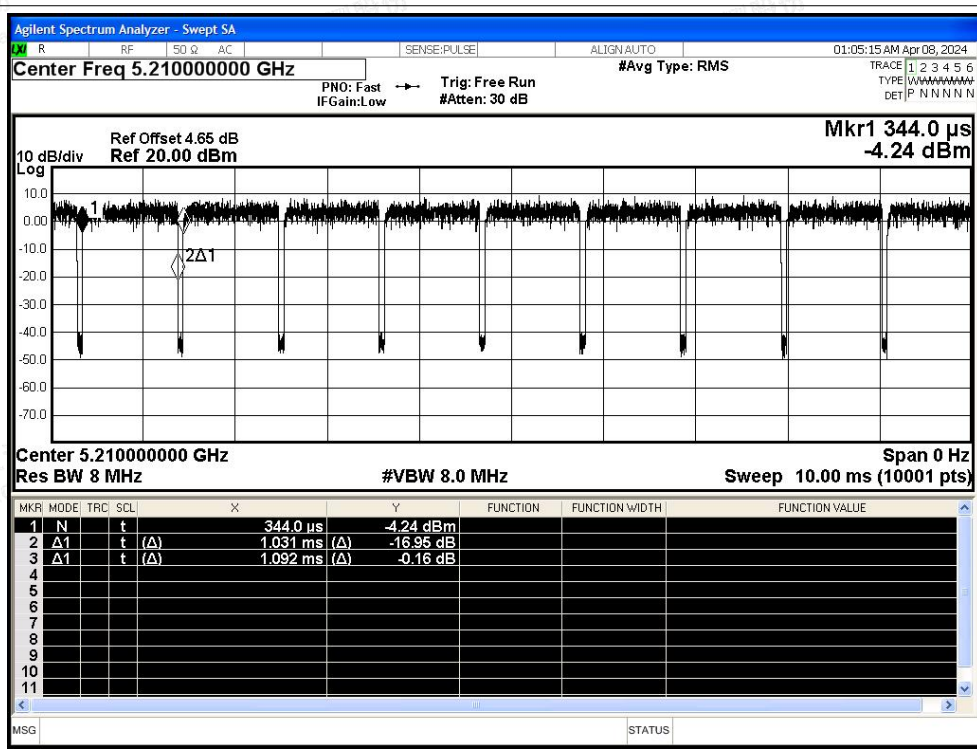 Agilent Spectrum Analyzer - Swept SA
LXI R RF 50 Ω AC SENSE:PULSE ALIGN AUTO 01:05:15 AM Apr 08, 2024
Center Freq 5.210000000 GHz #Avg Type: RMS TRACE 1 2 3 4 5 6
PNO: Fast Trig: Free Run TYPE WWWWWW
IFGain:Low #Atten: 30 dB DET P N N N N N
Mkr1 344.0 µs
Ref Offset 4.65 dB
10 dB/div Ref 20.00 dBm -4.24 dBm
Log
10.0
0.00
-10.0
-20.0
-30.0
-40.0
-50.0
-60.0
-70.0
1
2Δ1
Center 5.210000000 GHz Span 0 Hz
Res BW 8 MHz #VBW 8.0 MHz Sweep 10.00 ms (10001 pts)
MKR MODE TRC SCL X Y FUNCTION FUNCTION WIDTH FUNCTION VALUE
1 N t 344.0 µs -4.24 dBm
2 Δ1 t (Δ) 1.031 ms (Δ) -16.95 dB
3 Δ1 t (Δ) 1.092 ms (Δ) -0.16 dB
4
5
6
7
8
9
10
11
MSG STATUS